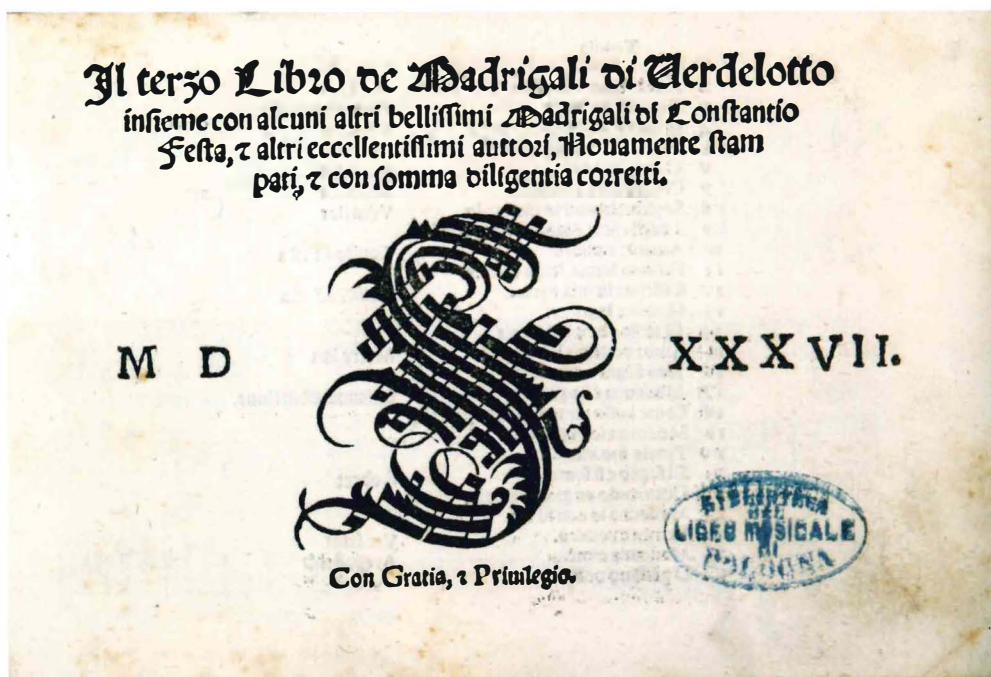 Il terzo Libro de Madrigali di Verdelotto
insieme con alcuni altri bellissimi Madrigali di Constantio
Festa, ⁊ altri eccellentissimi auttori, Novamente stam
pati, ⁊ con somma diligentia corretti.
M D XXXVII.
Con Gratia, ⁊ Privilegio.
BIBLIOTECA
DEL
LICEO MUSICALE
DI
BOLOGNA